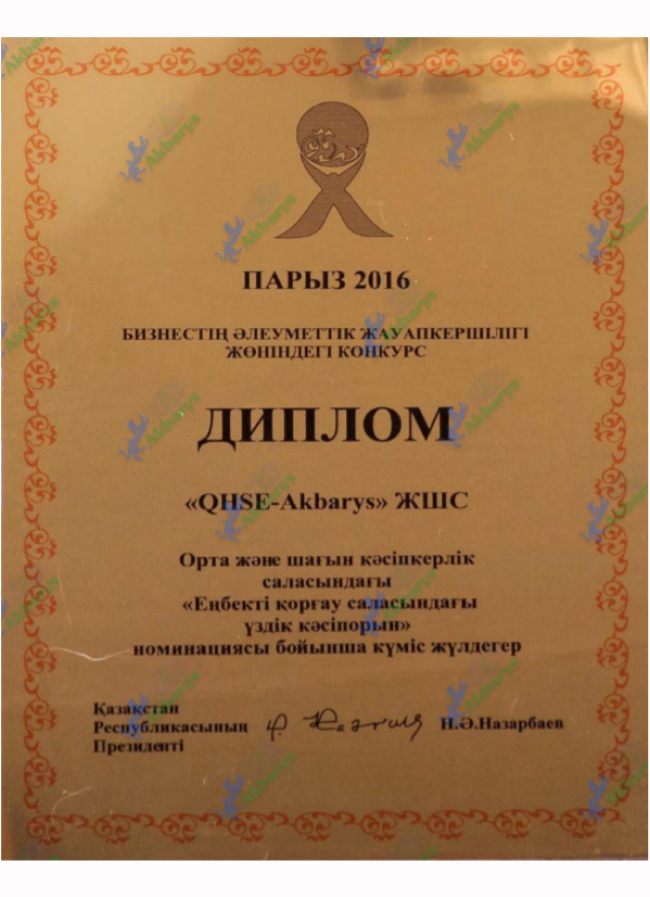 ПАРЫЗ 2016
БИЗНЕСТІҢ ӘЛЕУМЕТТІК ЖАУАПКЕРШІЛІГІ
ЖӨНІНДЕГІ КОНКУРС
ДИПЛОМ
«QHSE-Akbarys» ЖШС
Орта және шағын кәсіпкерлік
саласындағы
«Еңбекті қорғау саласындағы
үздік кәсіпорын»
номинациясы бойынша күміс жүлдегер
Қазақстан
Республикасының
Президенті
Н.Ә.Назарбаев
Akbarys